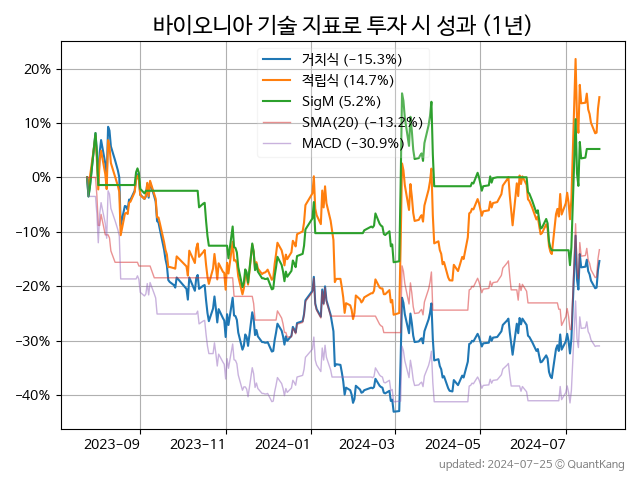 바이오니아 기술 지표로 투자 시 성과 (1년)
거치식 (−15.3%)
적립식 (14.7%)
SigM (5.2%)
SMA(20) (−13.2%)
MACD (−30.9%)
20%
10%
0%
−10%
−20%
−30%
−40%
2023-09 2023-11 2024-01 2024-03 2024-05 2024-07
updated: 2024-07-25 © QuantKang